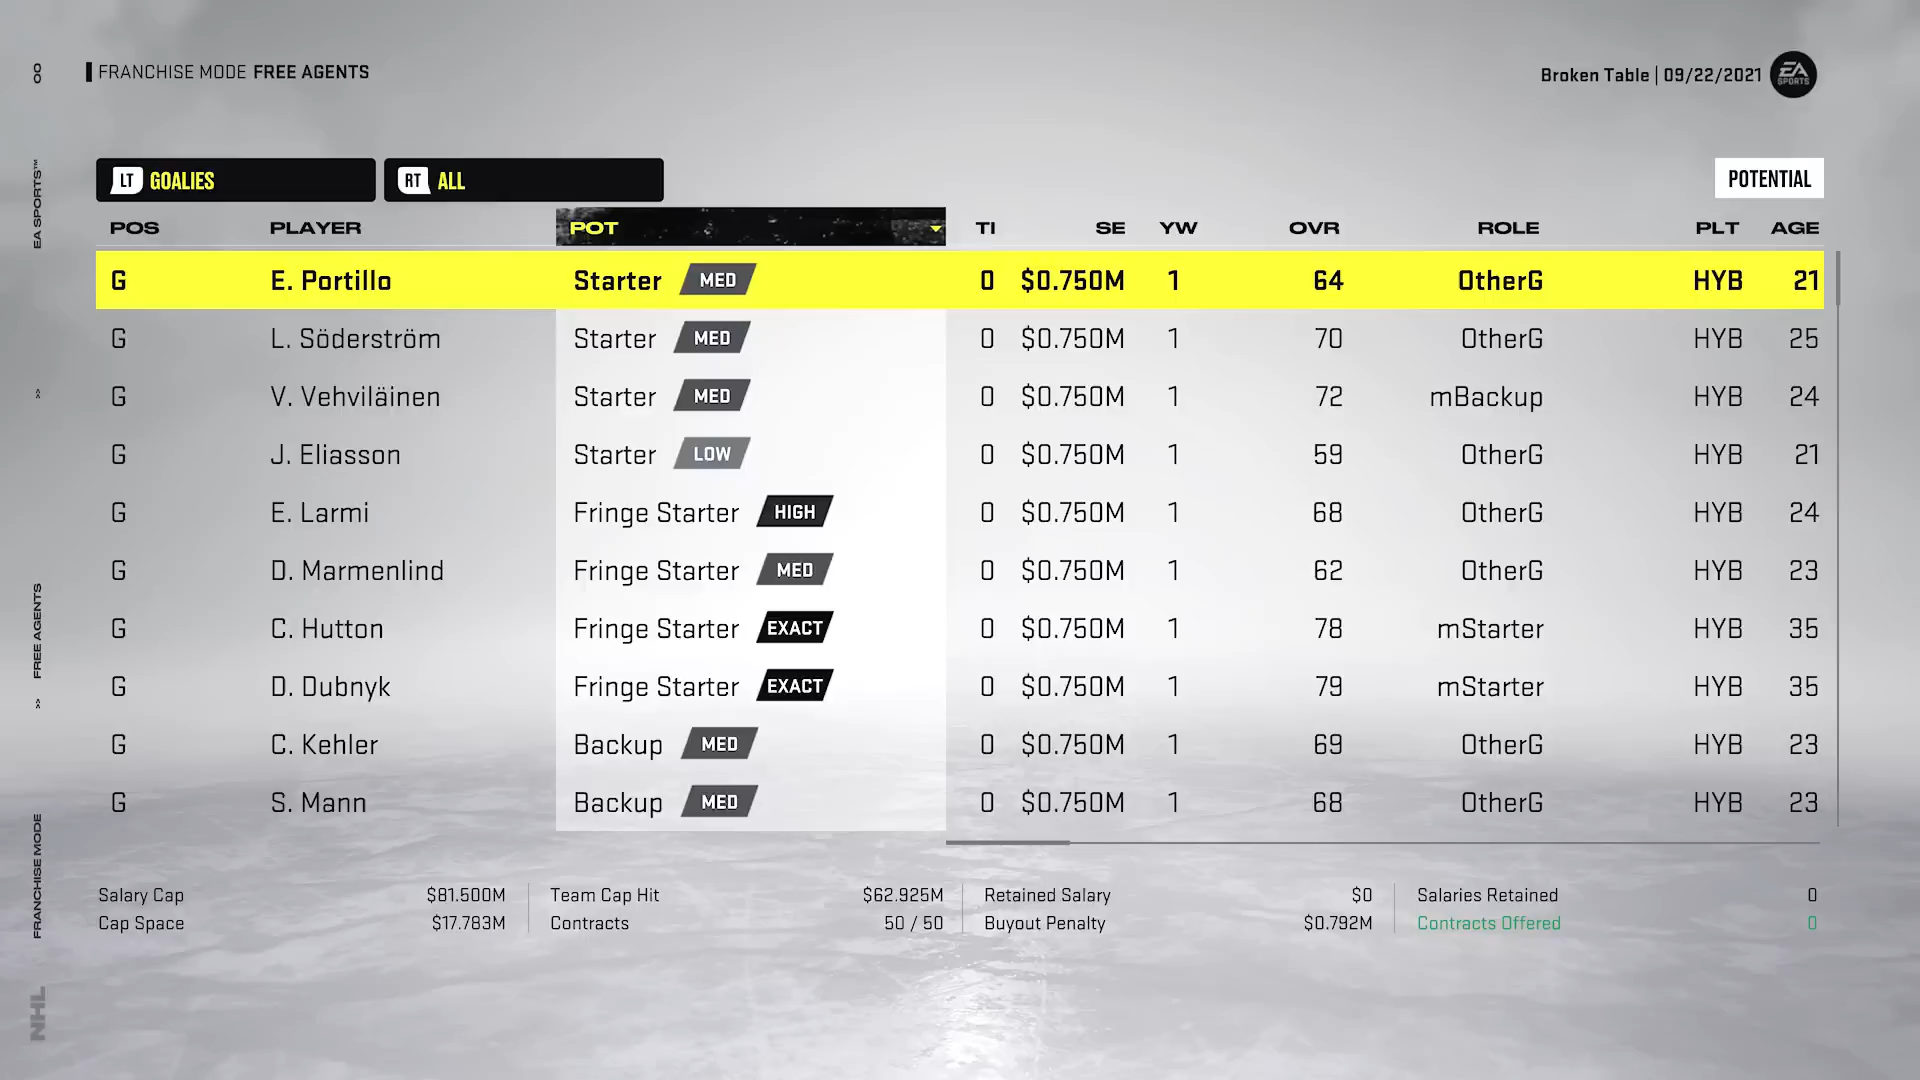 FRANCHISE MODE FREE AGENTS
Broken Table | 09/22/2021
EA SPORTS
LT GOALIES RT ALL
POTENTIAL
POS PLAYER POT TI SE YW OVR ROLE PLT AGE
G E. Portillo Starter MED 0 $0.750M 1 64 OtherG HYB 21
G L. Söderström Starter MED 0 $0.750M 1 70 OtherG HYB 25
G V. Vehviläinen Starter MED 0 $0.750M 1 72 mBackup HYB 24
G J. Eliasson Starter LOW 0 $0.750M 1 59 OtherG HYB 21
G E. Larmi Fringe Starter HIGH 0 $0.750M 1 68 OtherG HYB 24
G D. Marmenlind Fringe Starter MED 0 $0.750M 1 62 OtherG HYB 23
G C. Hutton Fringe Starter EXACT 0 $0.750M 1 78 mStarter HYB 35
G D. Dubnyk Fringe Starter EXACT 0 $0.750M 1 79 mStarter HYB 35
G C. Kehler Backup MED 0 $0.750M 1 69 OtherG HYB 23
G S. Mann Backup MED 0 $0.750M 1 68 OtherG HYB 23
Salary Cap $81.500M Team Cap Hit $62.925M Retained Salary $0 Salaries Retained 0
Cap Space $17.783M Contracts 50 / 50 Buyout Penalty $0.792M Contracts Offered 0
NHL FRANCHISE MODE >> FREE AGENTS >> EA SPORTS™ 00